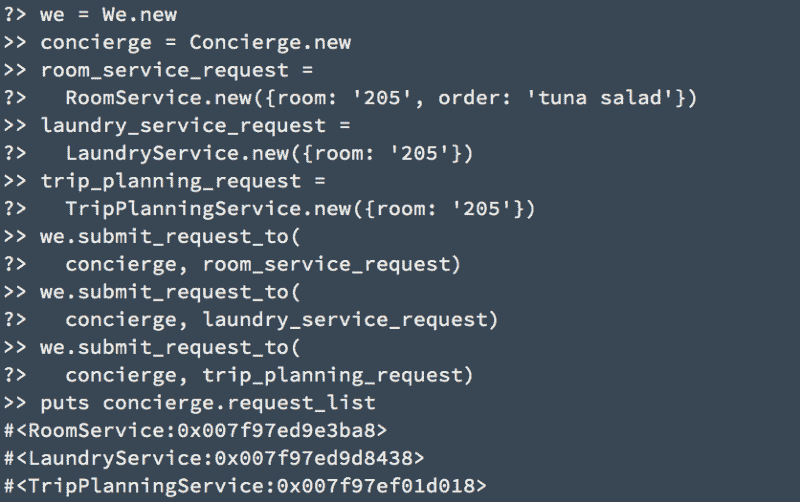 ?> we = We.new
>> concierge = Concierge.new
>> room_service_request =
?>   RoomService.new({room: '205', order: 'tuna salad'})
>> laundry_service_request =
?>   LaundryService.new({room: '205'})
>> trip_planning_request =
?>   TripPlanningService.new({room: '205'})
>> we.submit_request_to(
?>   concierge, room_service_request)
>> we.submit_request_to(
?>   concierge, laundry_service_request)
>> we.submit_request_to(
?>   concierge, trip_planning_request)
>> puts concierge.request_list
#<RoomService:0x007f97ed9e3ba8>
#<LaundryService:0x007f97ed9d8438>
#<TripPlanningService:0x007f97ef01d018>